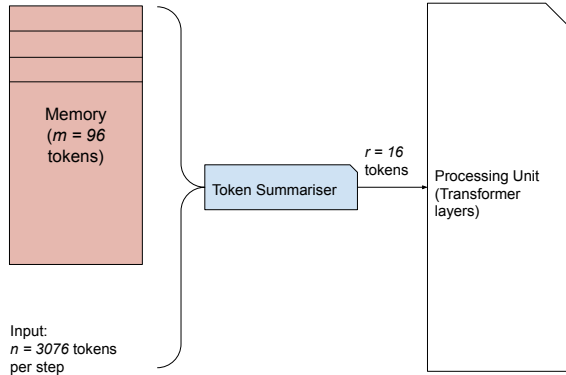 Memory
(m = 96
tokens)
Token Summariser
r = 16
tokens
Processing Unit
(Transformer
layers)
Input:
n = 3076 tokens
per step